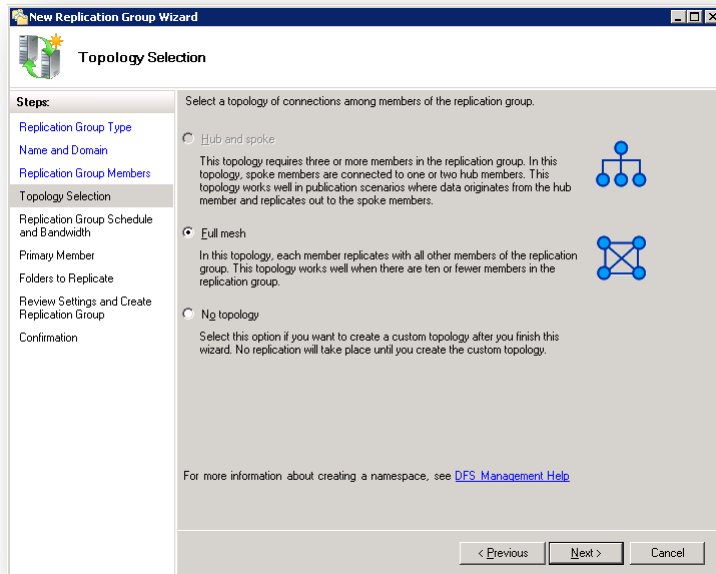 New Replication Group Wizard
Topology Selection
Steps:
Replication Group Type
Name and Domain
Replication Group Members
Topology Selection
Replication Group Schedule
and Bandwidth
Primary Member
Folders to Replicate
Review Settings and Create
Replication Group
Confirmation
Select a topology of connections among members of the replication group.
Hub and spoke
This topology requires three or more members in the replication group. In this
topology, spoke members are connected to one or two hub members. This
topology works well in publication scenarios where data originates from the hub
member and replicates out to the spoke members.
Full mesh
In this topology, each member replicates with all other members of the replication
group. This topology works well when there are ten or fewer members in the
replication group.
No topology
Select this option if you want to create a custom topology after you finish this
wizard. No replication will take place until you create the custom topology.
For more information about creating a namespace, see DFS Management Help
< Previous
Next >
Cancel